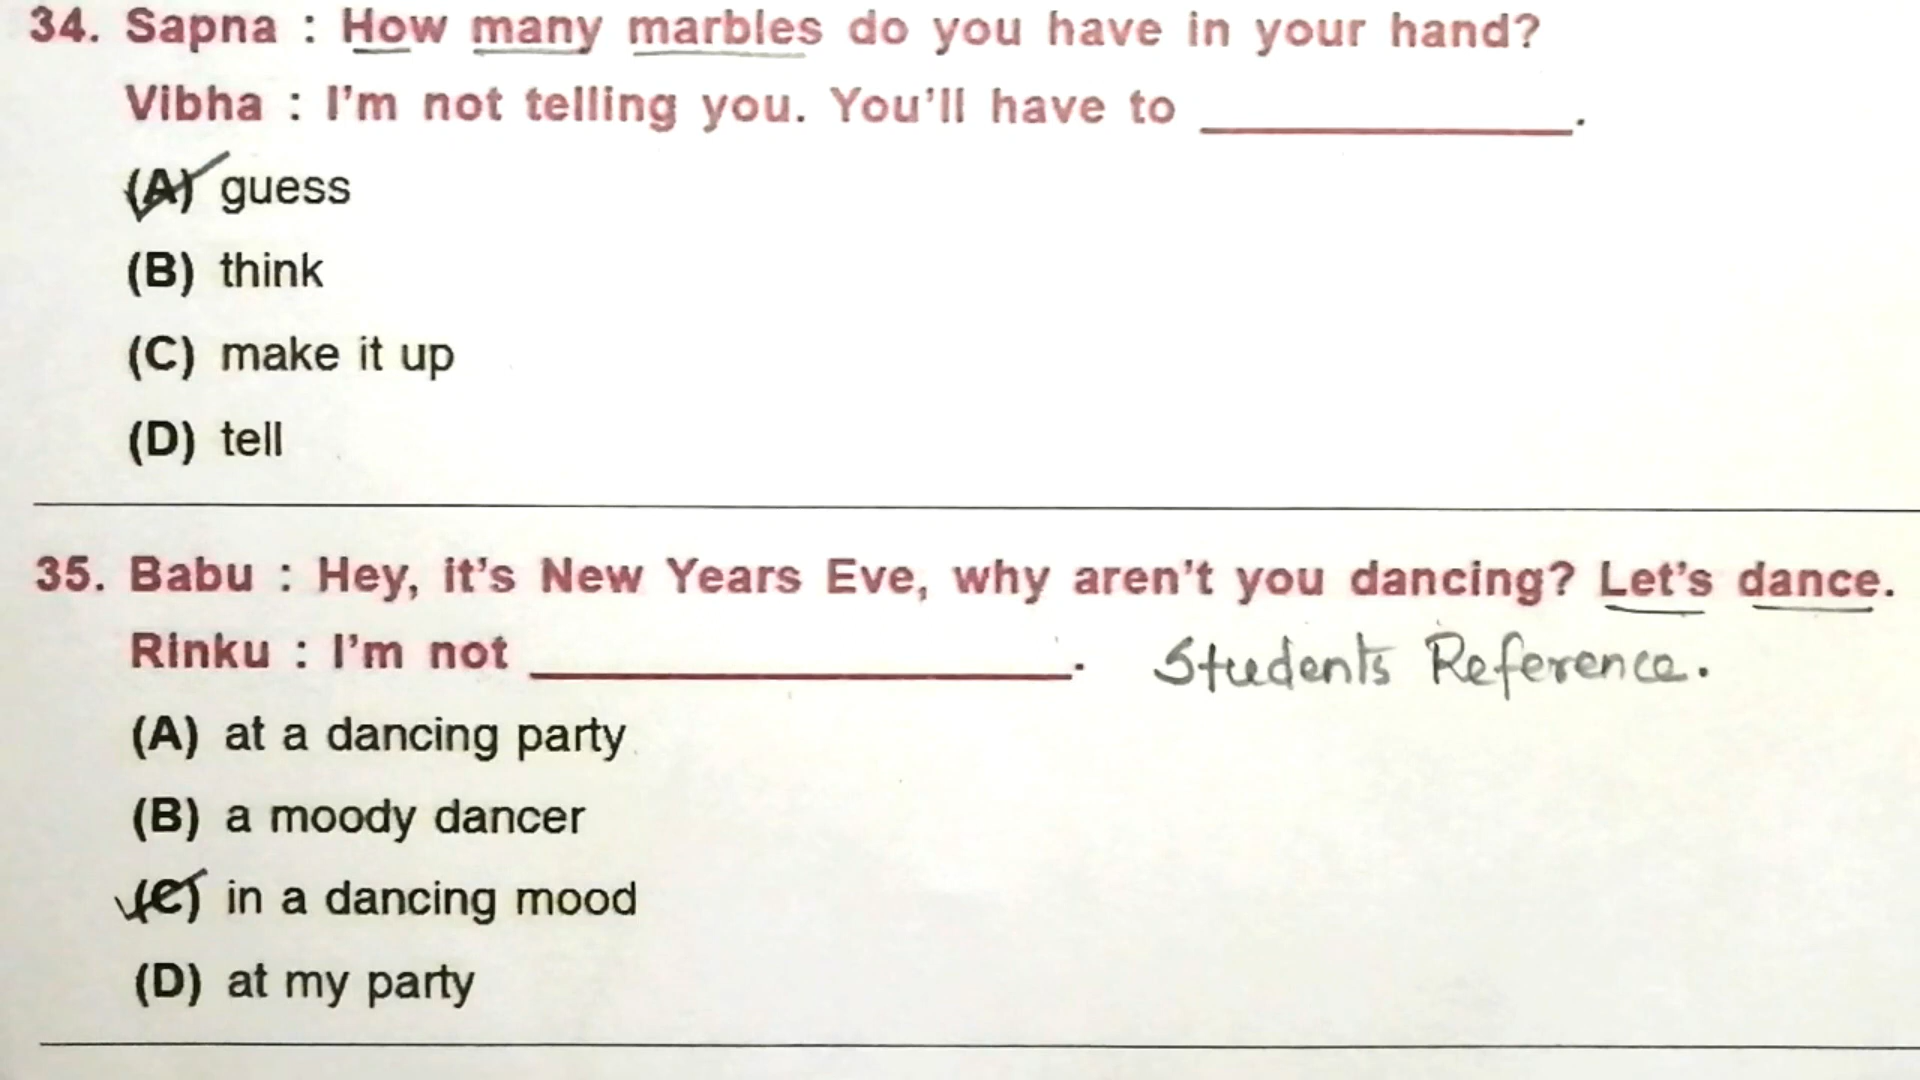 34. Sapna : How many marbles do you have in your hand?
Vibha : I'm not telling you. You'll have to ____________.
(A) guess
(B) think
(C) make it up
(D) tell
35. Babu : Hey, it's New Years Eve, why aren't you dancing? Let's dance.
Rinku : I'm not ____________. Students Reference.
(A) at a dancing party
(B) a moody dancer
(C) in a dancing mood
(D) at my party